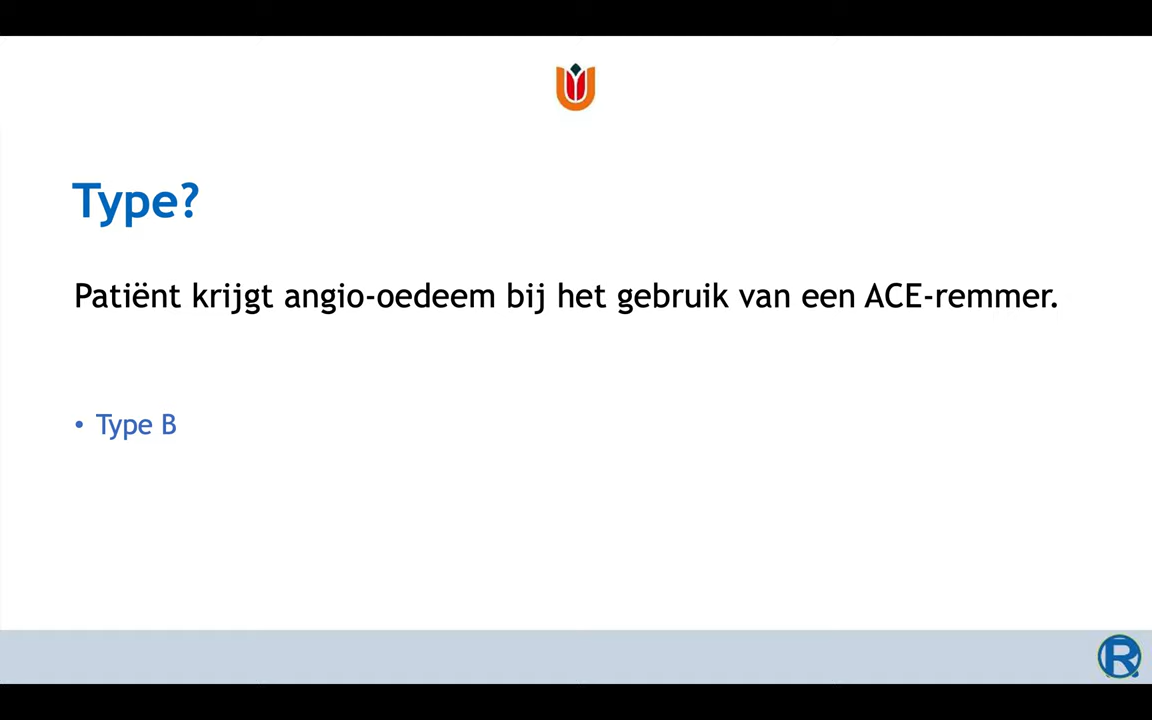 Type?
Patiënt krijgt angio-oedeem bij het gebruik van een ACE-remmer.
• Type B
R